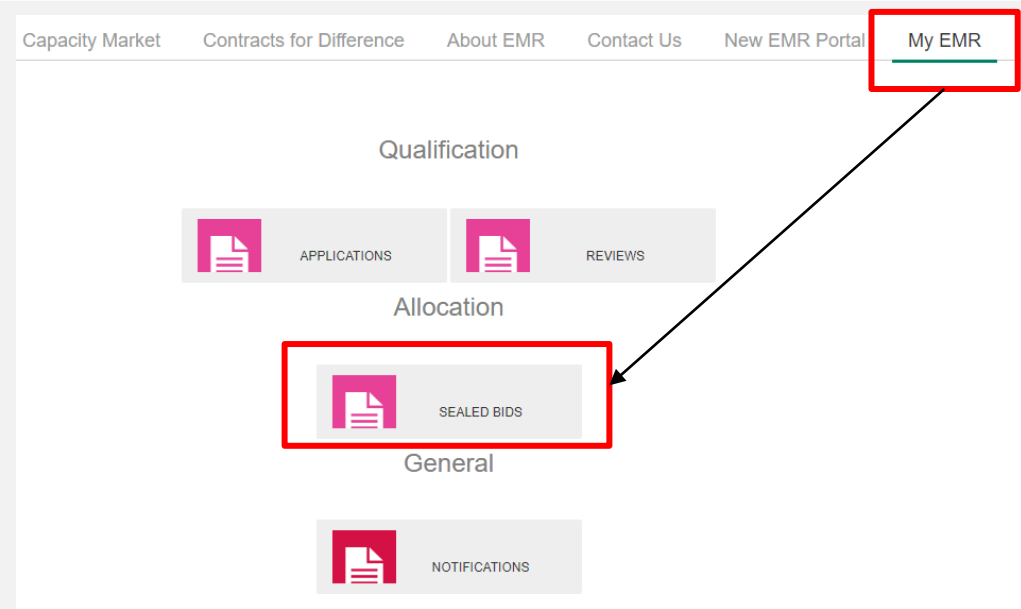 Capacity Market Contracts for Difference About EMR Contact Us New EMR Portal My EMR
Qualification
APPLICATIONS REVIEWS
Allocation
SEALED BIDS
General
NOTIFICATIONS